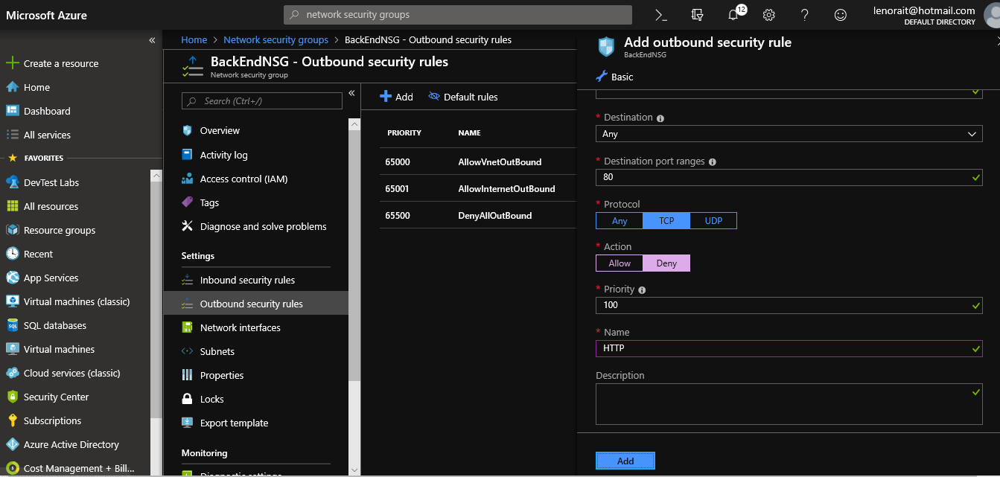 Microsoft Azure
network security groups
12
lenorait@hotmail.com
DEFAULT DIRECTORY
«
Create a resource
Home
Dashboard
All services
FAVORITES
DevTest Labs
All resources
Resource groups
Recent
App Services
Virtual machines (classic)
SQL databases
Virtual machines
Cloud services (classic)
Security Center
Subscriptions
Azure Active Directory
Cost Management + Bill...
Home > Network security groups > BackEndNSG - Outbound security rules
BackEndNSG - Outbound security rules
Network security group
Search (Ctrl+/)
«
Overview
Activity log
Access control (IAM)
Tags
Diagnose and solve problems
Settings
Inbound security rules
Outbound security rules
Network interfaces
Subnets
Properties
Locks
Export template
Monitoring
Diagnostic settings
Add Default rules
PRIORITY NAME
65000 AllowVnetOutBound
65001 AllowInternetOutBound
65500 DenyAllOutBound
Add outbound security rule
BackEndNSG
Basic
* Destination
Any
* Destination port ranges
80
* Protocol
Any TCP UDP
* Action
Allow Deny
* Priority
100
* Name
HTTP
Description
Add